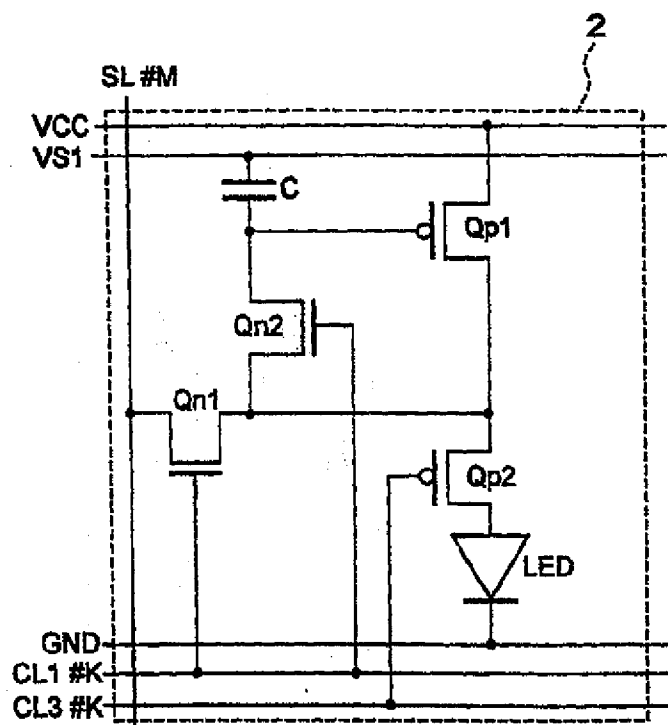 2
SL #M
VCC
VS1
C
Qp1
Qn2
Qn1
Qp2
LED
GND
CL1 #K
CL3 #K